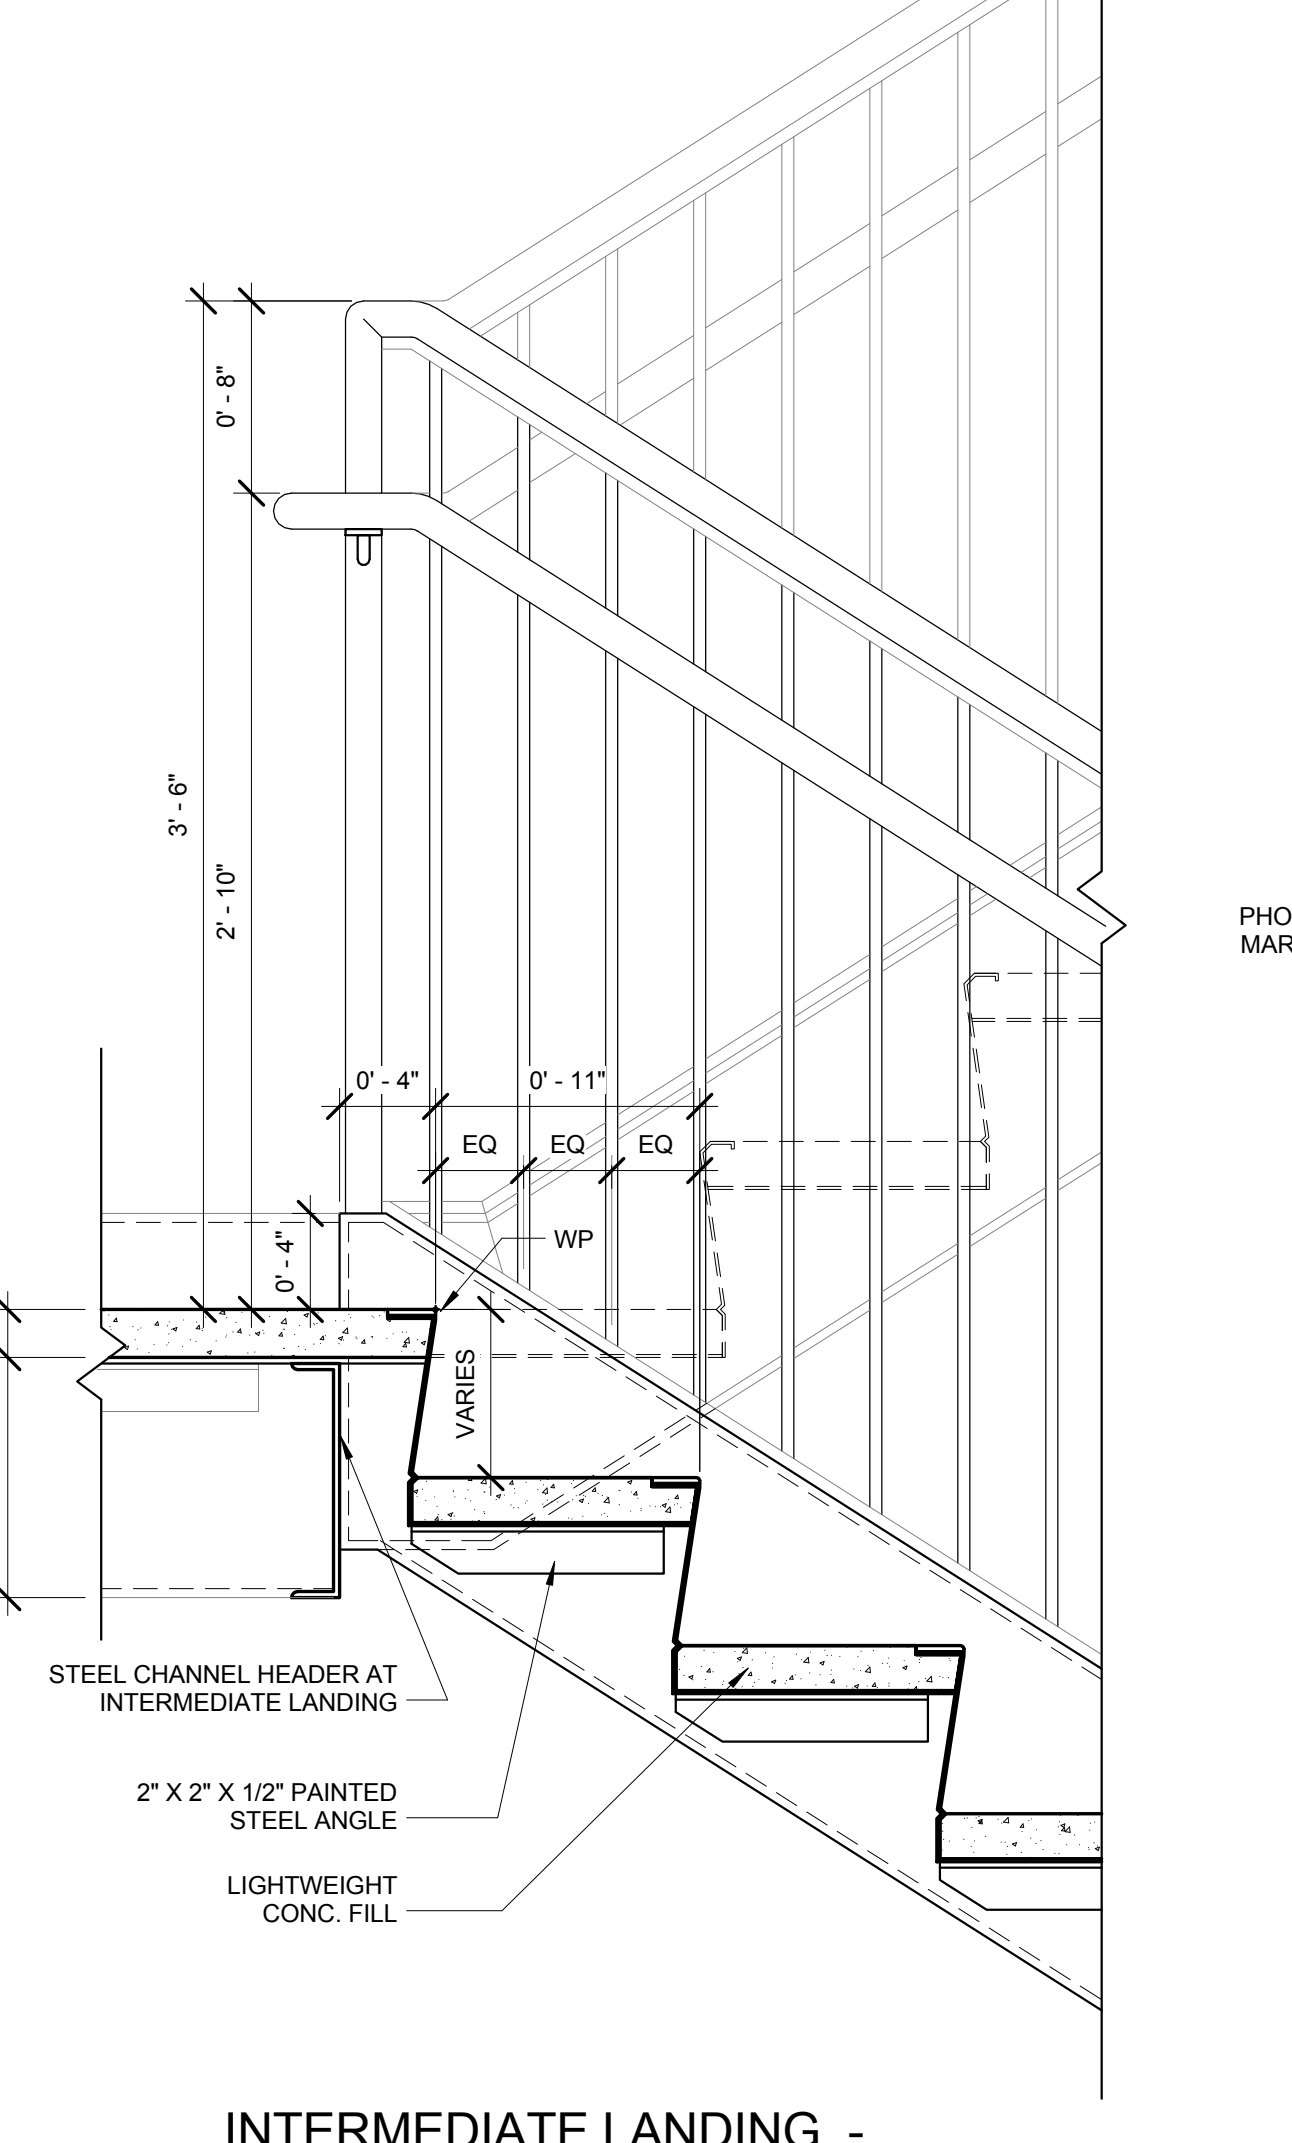 0' - 8"
3' - 6"
2' - 10"
PHO
MAR
0' - 4" 0' - 11"
EQ EQ EQ
0' - 4"
WP
VARIES
STEEL CHANNEL HEADER AT
INTERMEDIATE LANDING
2" X 2" X 1/2" PAINTED
STEEL ANGLE
LIGHTWEIGHT
CONC. FILL
INTERMEDIATE LANDING -